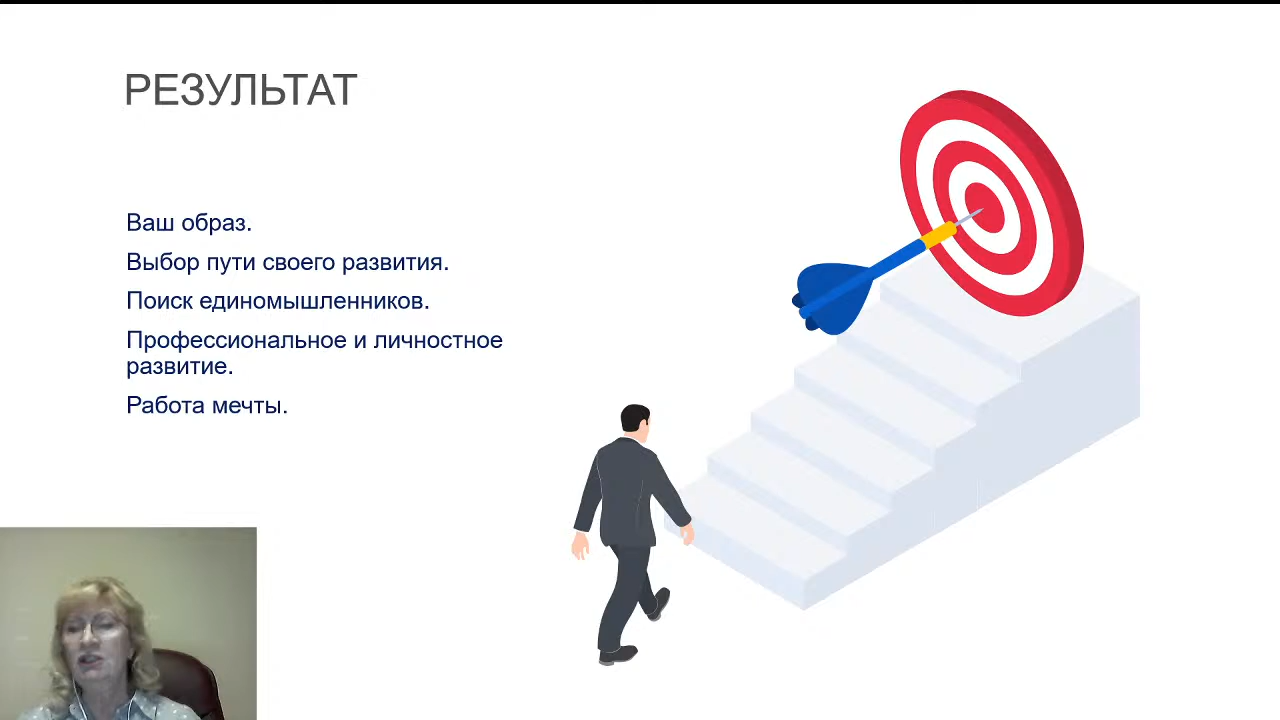 РЕЗУЛЬТАТ
Ваш образ.
Выбор пути своего развития.
Поиск единомышленников.
Профессиональное и личностное
развитие.
Работа мечты.